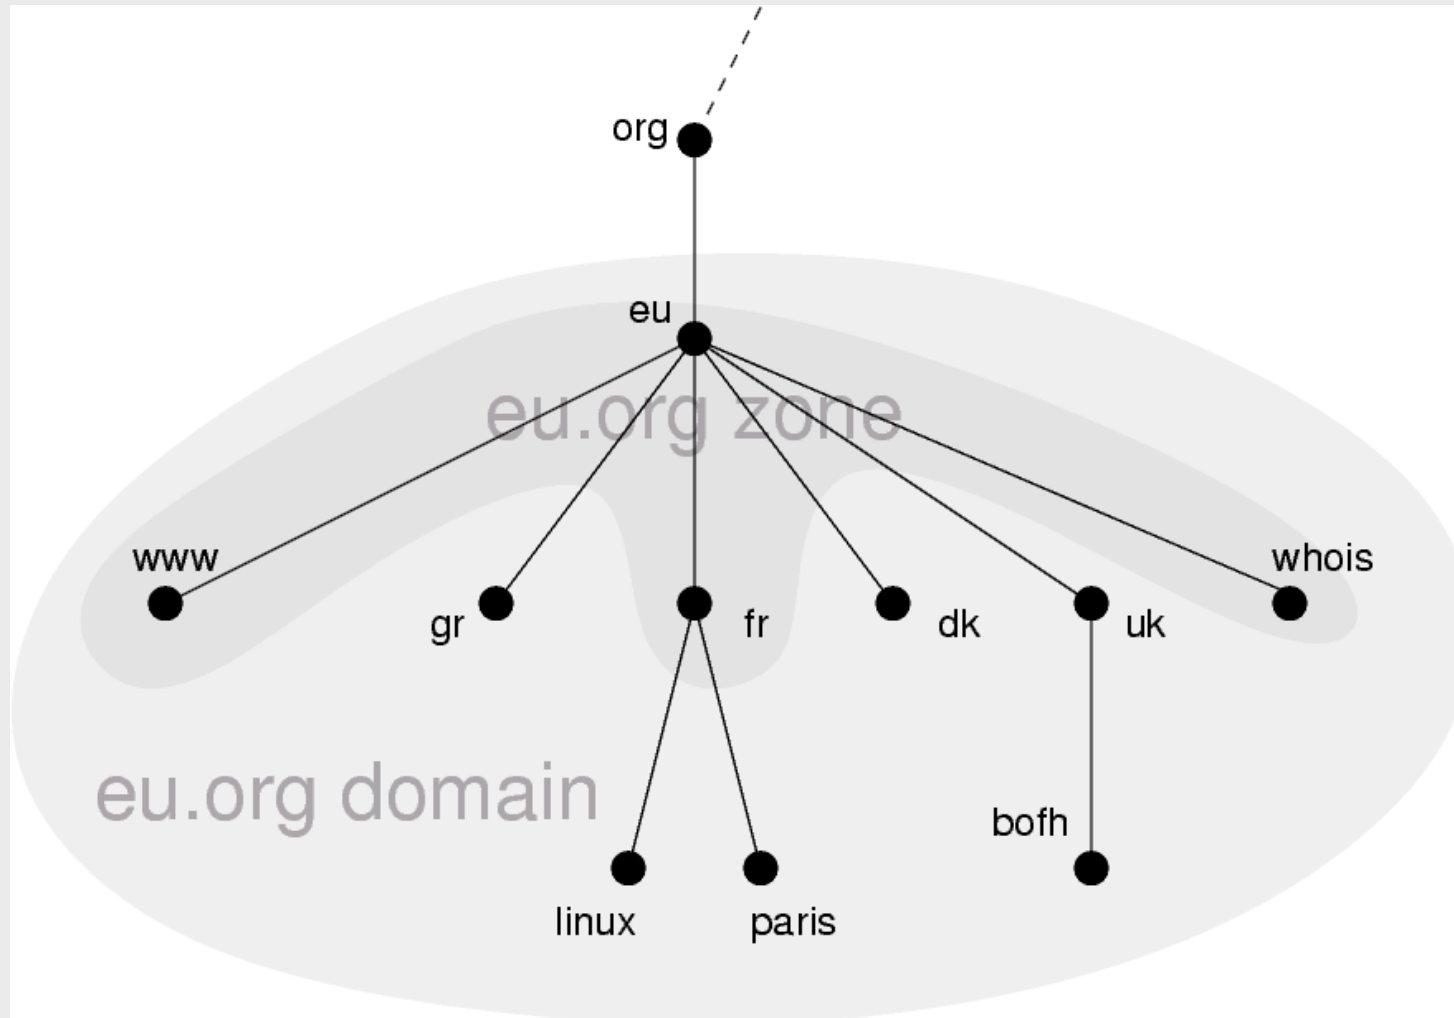 org
eu
eu.org zone
www
whois
gr
fr
dk
uk
eu.org domain
bofh
linux
paris